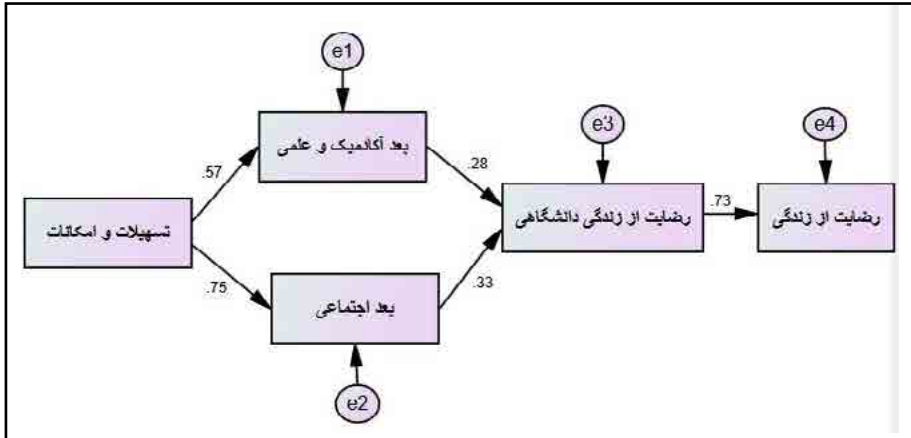 e1
بعد آکادمیک و علمی
e3
e4
.57
.28
تسهیلات و امکانات
رضایت از زندگی دانشگاهی
.73
رضایت از زندگی
.75
.33
بعد اجتماعی
e2